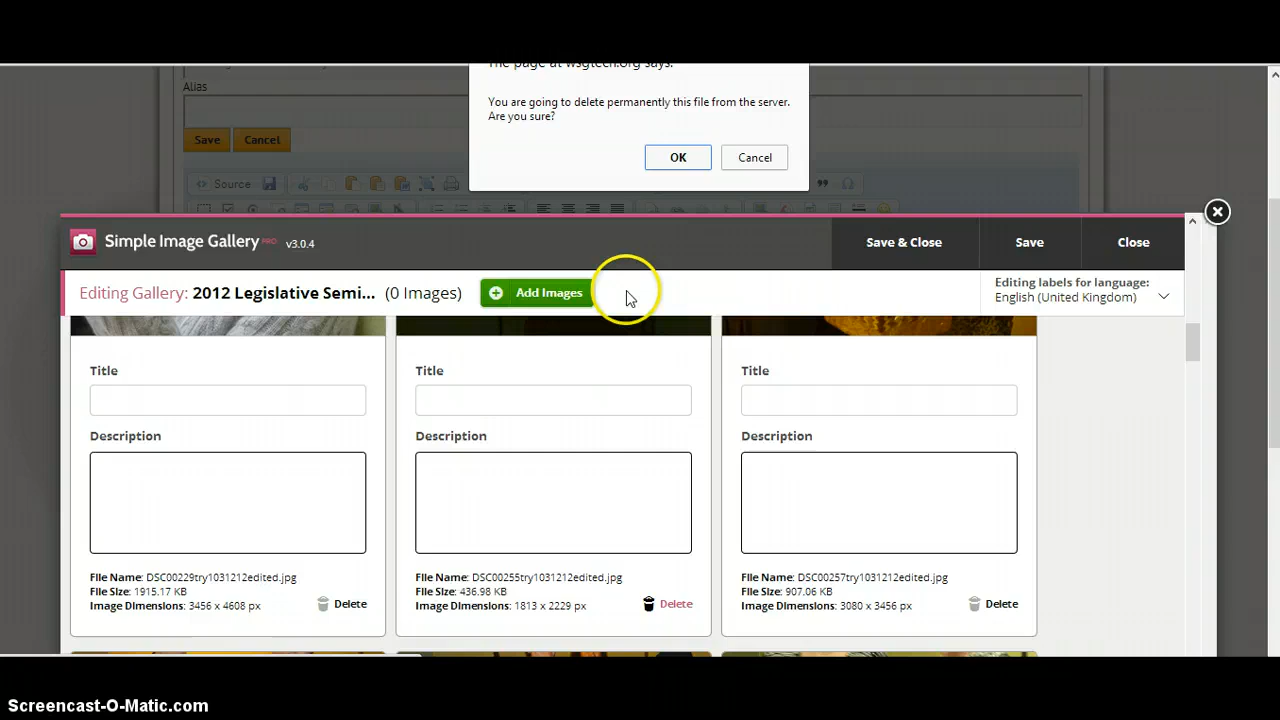 The page at wsgtech.org says:
Alias
You are going to delete permanently this file from the server.
Are you sure?
Save Cancel
OK Cancel
Source
Simple Image Gallery PRO v3.0.4
Save & Close Save Close
Editing Gallery: 2012 Legislative Semi... (0 Images) Add Images
Editing labels for language:
English (United Kingdom)
Title Title Title
Description Description Description
File Name: DSC00229try1031212edited.jpg
File Size: 1915.17 KB
Image Dimensions: 3456 x 4608 px
Delete
File Name: DSC00255try1031212edited.jpg
File Size: 436.98 KB
Image Dimensions: 1813 x 2229 px
Delete
File Name: DSC00257try1031212edited.jpg
File Size: 907.06 KB
Image Dimensions: 3080 x 3456 px
Delete
Screencast-O-Matic.com